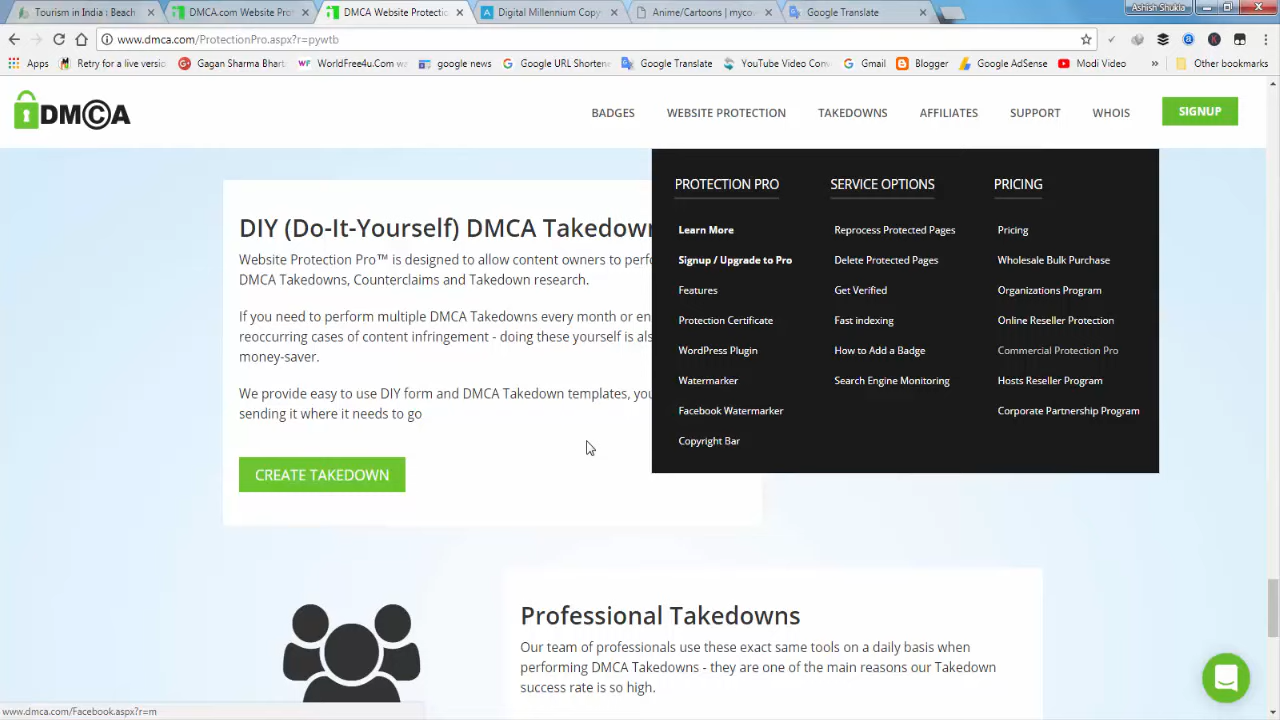 Tourism in India : Beach
DMCA.com Website Pro
DMCA Website Protectio
Digital Millennium Copy
Anime/Cartoons | mycov
Google Translate
Ashish Shukla
www.dmca.com/ProtectionPro.aspx?r=pywtb
Apps
Retry for a live versio
Gagan Sharma Bhart
WorldFree4u.Com wa
google news
Google URL Shortene
Google Translate
YouTube Video Conv
Gmail
Blogger
Google AdSense
Modi Video
»
Other bookmarks
DMCA
BADGES
WEBSITE PROTECTION
TAKEDOWNS
AFFILIATES
SUPPORT
WHOIS
SIGNUP
PROTECTION PRO
Learn More
Signup / Upgrade to Pro
Features
Protection Certificate
WordPress Plugin
Watermarker
Facebook Watermarker
Copyright Bar
SERVICE OPTIONS
Reprocess Protected Pages
Delete Protected Pages
Get Verified
Fast indexing
How to Add a Badge
Search Engine Monitoring
PRICING
Pricing
Wholesale Bulk Purchase
Organizations Program
Online Reseller Protection
Commercial Protection Pro
Hosts Reseller Program
Corporate Partnership Program
DIY (Do-It-Yourself) DMCA Takedown
Website Protection Pro™ is designed to allow content owners to perfo
DMCA Takedowns, Counterclaims and Takedown research.
If you need to perform multiple DMCA Takedowns every month or en
reoccurring cases of content infringement - doing these yourself is als
money-saver.
We provide easy to use DIY form and DMCA Takedown templates, you
sending it where it needs to go
CREATE TAKEDOWN
Professional Takedowns
Our team of professionals use these exact same tools on a daily basis when
performing DMCA Takedowns - they are one of the main reasons our Takedown
success rate is so high.
www.dmca.com/Facebook.aspx?r=m